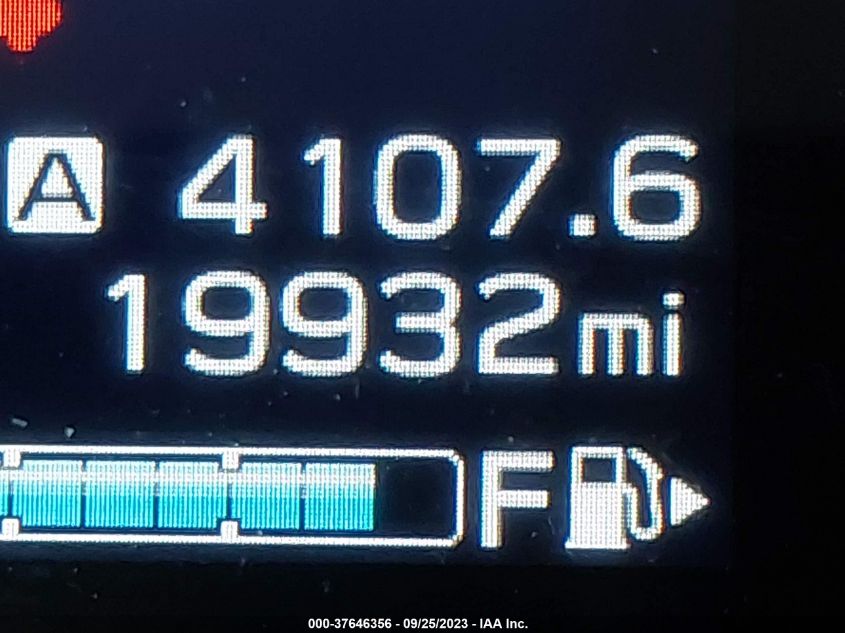 A 4107.6
19932mi
F
000-37646356 - 09/25/2023 - IAA Inc.